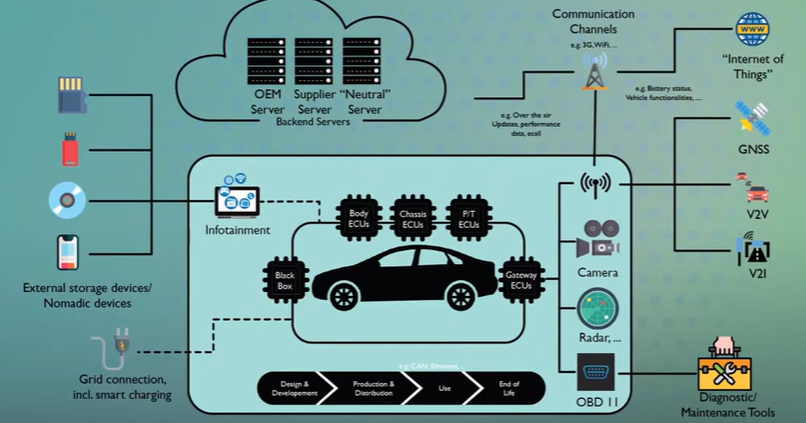 Communication
Channels
e.g. 3G, WiFi, ...
WWW
"Internet of
Things"
OEM Supplier "Neutral"
Server Server Server
Backend Servers
e.g. Battery status,
Vehicle functionalities, ...
e.g. Over the air
Updates, performance
data, ecall
GNSS
V2V
V2I
Infotainment
Body
ECUs
Chassis
ECUs
P/T
ECUs
Black
Box
Gateway
ECUs
Camera
Radar, ...
OBD 11
External storage devices/
Nomadic devices
Grid connection,
incl. smart charging
e.g. CAN, Ethernet, ...
Design &
Developement
Production &
Distribution
Use
End of
Life
Diagnostic/
Maintenance Tools